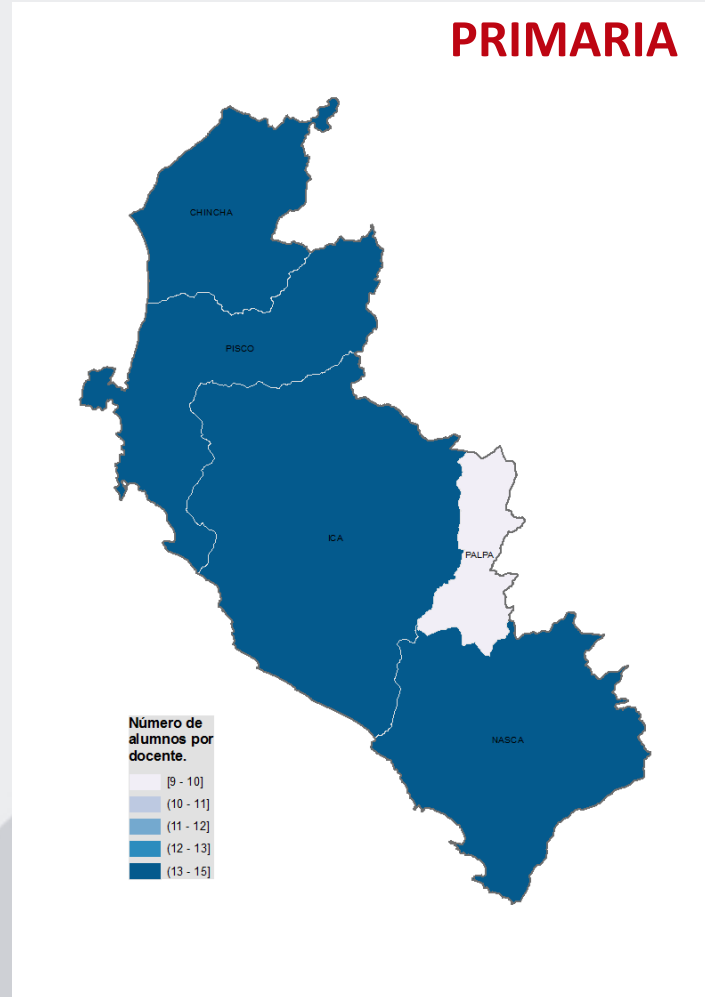 PRIMARIA
CHINCHA
PISCO
ICA
PALPA
NASCA
Número de
alumnos por
docente.
[9 - 10]
(10 - 11]
(11 - 12]
(12 - 13]
(13 - 15]